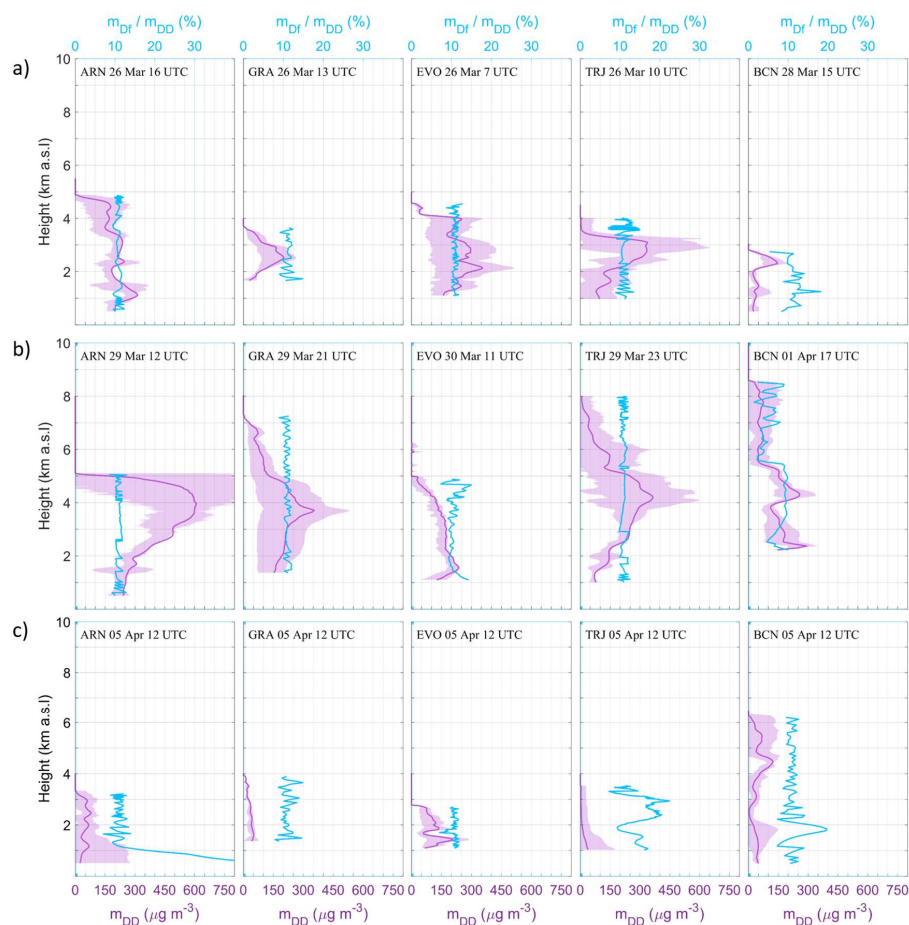 m_Df / m_DD (%) m_Df / m_DD (%) m_Df / m_DD (%) m_Df / m_DD (%) m_Df / m_DD (%)
0 10 20 30 0 10 20 30 0 10 20 30 0 10 20 30 0 10 20 30
a)
10
ARN 26 Mar 16 UTC GRA 26 Mar 13 UTC EVO 26 Mar 7 UTC TRJ 26 Mar 10 UTC BCN 28 Mar 15 UTC
8
6
Height (km a.s.l)
4
2
b)
10
ARN 29 Mar 12 UTC GRA 29 Mar 21 UTC EVO 30 Mar 11 UTC TRJ 29 Mar 23 UTC BCN 01 Apr 17 UTC
8
6
Height (km a.s.l)
4
2
c)
10
ARN 05 Apr 12 UTC GRA 05 Apr 12 UTC EVO 05 Apr 12 UTC TRJ 05 Apr 12 UTC BCN 05 Apr 12 UTC
8
6
Height (km a.s.l)
4
2
150 300 450 600 750 150 300 450 600 750 150 300 450 600 750 150 300 450 600 750 150 300 450 600 750
m_DD (μg m⁻³) m_DD (μg m⁻³) m_DD (μg m⁻³) m_DD (μg m⁻³) m_DD (μg m⁻³)